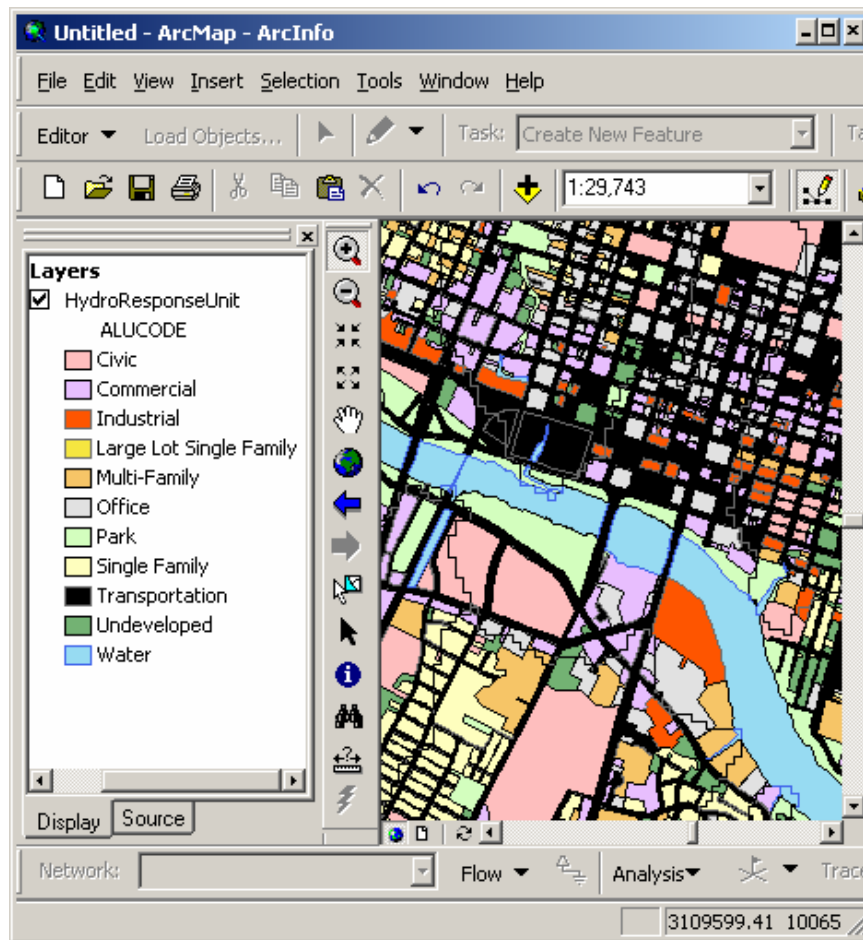 Untitled - ArcMap - ArcInfo
File Edit View Insert Selection Tools Window Help
Editor Load Objects... Task: Create New Feature Ta
1:29,743
Layers
HydroResponseUnit
ALUCODE
Civic
Commercial
Industrial
Large Lot Single Family
Multi-Family
Office
Park
Single Family
Transportation
Undeveloped
Water
Display Source
Network: Flow Analysis Trace
3109599.41 10065